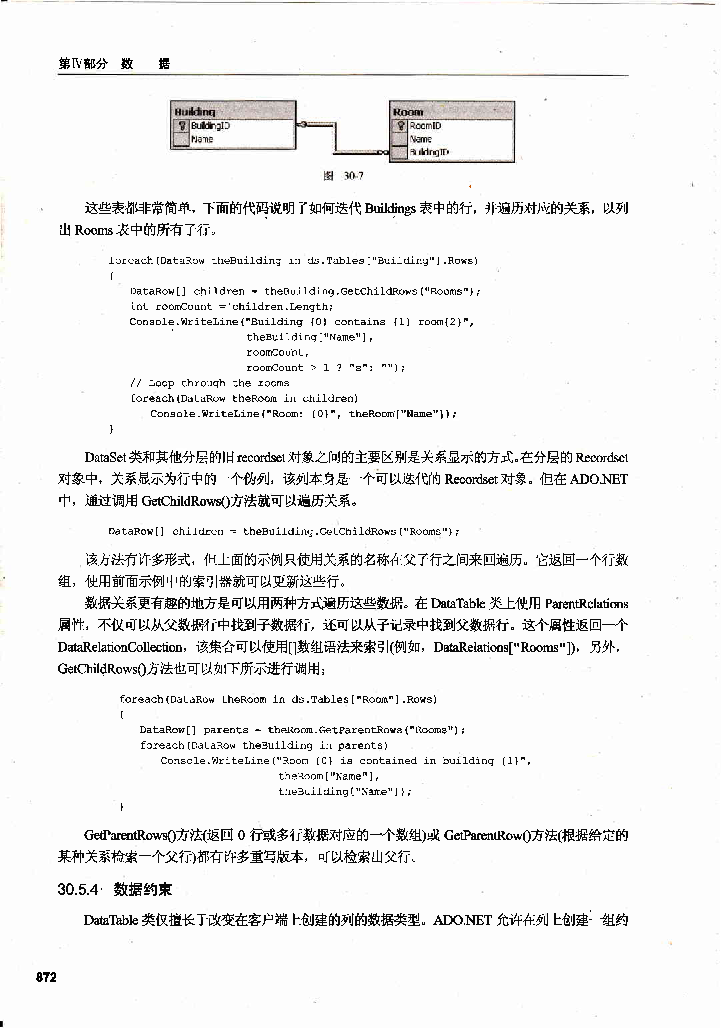 第Ⅳ部分 数 据
Building
BuildingID
Name
Room
RoomID
Name
BuildingID
图 30-7
这些表都非常简单，下面的代码说明了如何迭代 Buildings 表中的行，并遍历对应的关系，以列
出 Rooms 表中的所有子行。
foreach(DataRow theBuilding in ds.Tables["Building"].Rows)
{
DataRow[] children = theBuilding.GetChildRows("Rooms");
int roomCount = children.Length;
Console.WriteLine("Building {0} contains {1} room{2}",
theBuilding["Name"],
roomCount,
roomCount > 1 ? "s": "");
// Loop through the rooms
foreach(DataRow theRoom in children)
Console.WriteLine("Room: {0}", theRoom["Name"]);
}
DataSet 类和其他分层的旧 recordset 对象之间的主要区别是关系显示的方式。在分层的 Recordset
对象中，关系显示为行中的一个伪列，该列本身是一个可以迭代的 Recordset 对象。但在 ADO.NET
中，通过调用 GetChildRows()方法就可以遍历关系。
DataRow[] children = theBuilding.GetChildRows("Rooms");
该方法有许多形式，但上面的示例只使用关系的名称在父子行之间来回遍历。它返回一个行数
组，使用前面示例中的索引器就可以更新这些行。
数据关系更有趣的地方是可以用两种方式遍历这些数据。在 DataTable 类上使用 ParentRelations
属性，不仅可以从父数据行中找到子数据行，还可以从子记录中找到父数据行。这个属性返回一个
DataRelationCollection，该集合可以使用[]数组语法来索引(例如，DataRelations["Rooms"])，另外，
GetChildRows()方法也可以如下所示进行调用；
foreach(DataRow theRoom in ds.Tables["Room"].Rows)
{
DataRow[] parents = theRoom.GetParentRows("Rooms");
foreach(DataRow theBuilding in parents)
Console.WriteLine("Room {0} is contained in building {1}",
theRoom["Name"],
theBuilding["Name"]);
}
GetParentRows()方法(返回 0 行或多行数据对应的一个数组)或 GetParentRow()方法(根据给定的
某种关系检索一个父行)都有许多重写版本，可以检索出父行。
30.5.4 数据约束
DataTable 类仅擅长于改变在客户端上创建的列的数据类型。ADO.NET 允许在列上创建一组约
872